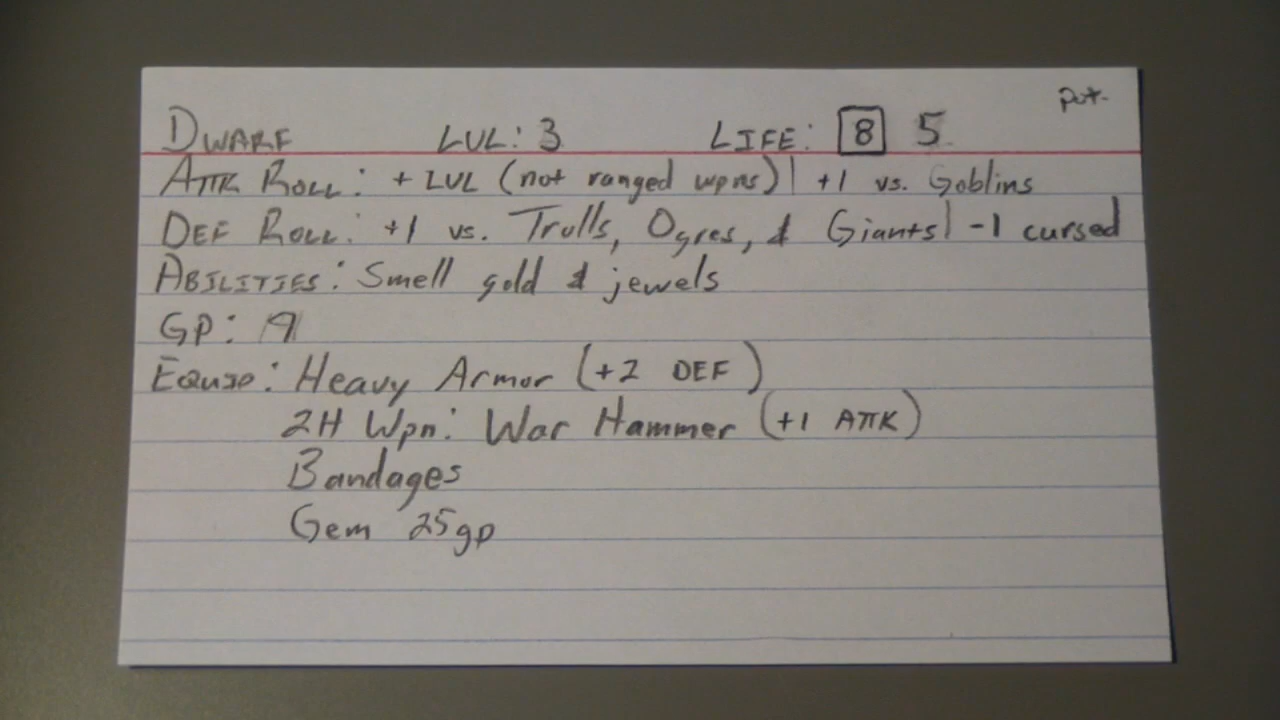 pot.
DWARF LVL: 3 LIFE: 8 5
ATTK ROLL: + LVL (not ranged wpns) | +1 vs. Goblins
DEF ROLL: +1 vs. Trolls, Ogres, & Giants | -1 cursed
ABILITIES: Smell gold & jewels
GP:
EQUIP: Heavy Armor (+2 DEF)
2H Wpn: War Hammer (+1 ATTK)
Bandages
Gem 25gp